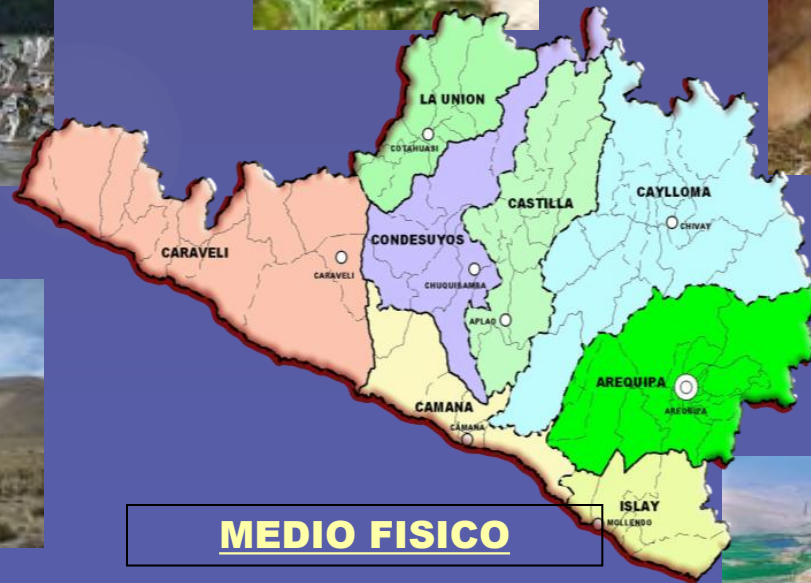 LA UNION
COTAHUASI
CASTILLA
CAYLLOMA
CHIVAY
CONDESUYOS
CARAVELI
CARAVELI
CHUQUIBAMBA
APLAO
AREQUIPA
AREQUIPA
CAMANA
CAMANA
ISLAY
MOLLENDO
MEDIO FISICO